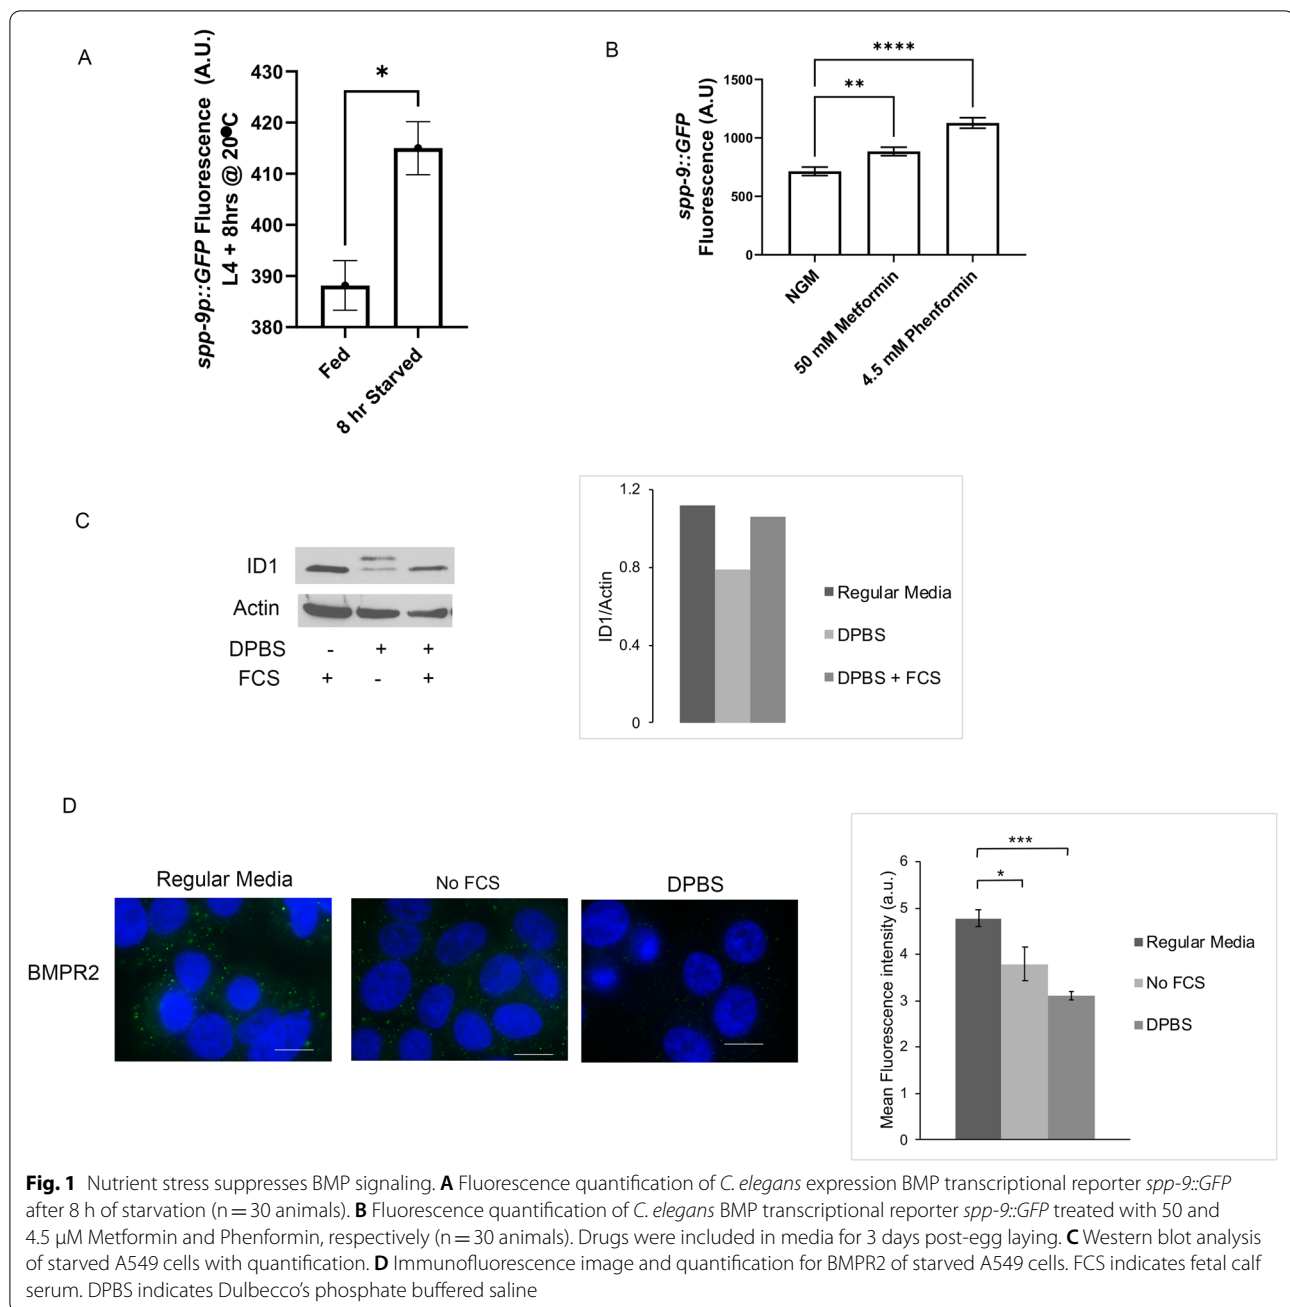 A
spp-9p::GFP Fluorescence (A.U.)
L4 + 8hrs @ 20°C
430
420
410
400
390
380
*
Fed
8 hr Starved
B
spp-9::GFP
Fluorescence (A.U)
1500
1000
500
0
****
**
NGM
50 mM Metformin
4.5 mM Phenformin
C
ID1
Actin
DPBS - + +
FCS + - +
ID1/Actin
1.2
0.8
0.4
0
Regular Media
DPBS
DPBS + FCS
D
Regular Media
No FCS
DPBS
BMPR2
Mean Fluorescence intensity (a.u.)
6
5
4
3
2
1
0
***
*
Regular Media
No FCS
DPBS
Fig. 1 Nutrient stress suppresses BMP signaling. A Fluorescence quantification of C. elegans expression BMP transcriptional reporter spp-9::GFP
after 8 h of starvation (n = 30 animals). B Fluorescence quantification of C. elegans BMP transcriptional reporter spp-9::GFP treated with 50 and
4.5 µM Metformin and Phenformin, respectively (n = 30 animals). Drugs were included in media for 3 days post-egg laying. C Western blot analysis
of starved A549 cells with quantification. D Immunofluorescence image and quantification for BMPR2 of starved A549 cells. FCS indicates fetal calf
serum. DPBS indicates Dulbecco's phosphate buffered saline